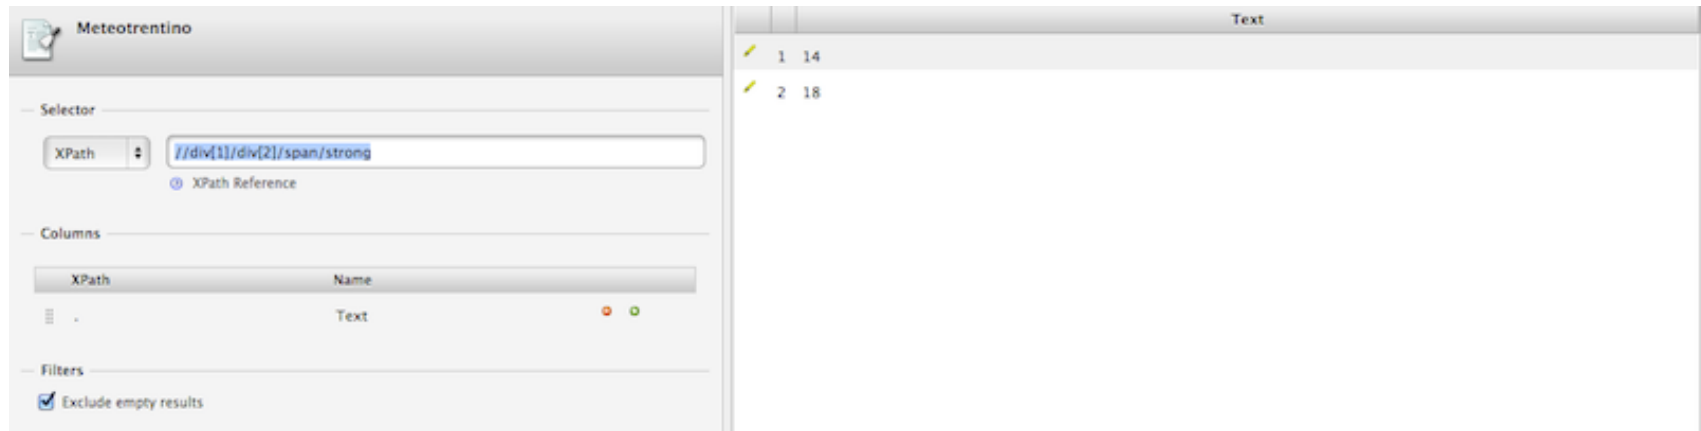 Meteotrentino
Selector
XPath
//div[1]/div[2]/span/strong
XPath Reference
Columns
XPath Name
. Text
Filters
Exclude empty results
Text
1 14
2 18